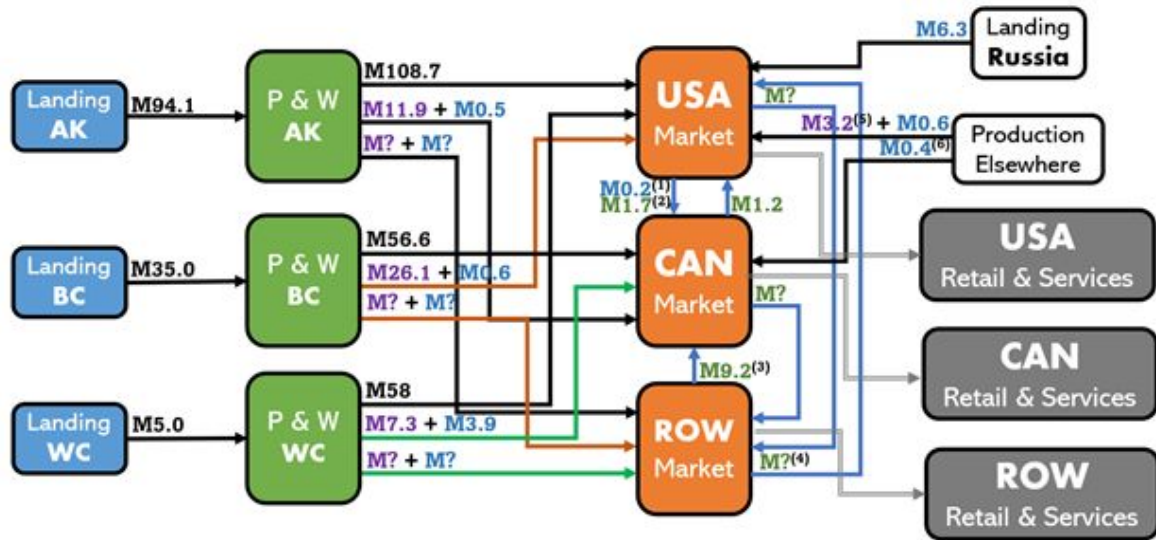 Landing
AK
M94.1
P & W
AK
M108.7
M11.9 + M0.5
M? + M?
Landing
BC
M35.0
P & W
BC
M56.6
M26.1 + M0.6
M? + M?
Landing
WC
M5.0
P & W
WC
M58
M7.3 + M3.9
M? + M?
USA
Market
M0.2(1)
M1.7(2)
M1.2
CAN
Market
M?
M9.2(3)
ROW
Market
M?(4)
M6.3
Landing
Russia
M?
M3.2(5) + M0.6
M0.4(6)
Production
Elsewhere
USA
Retail & Services
CAN
Retail & Services
ROW
Retail & Services